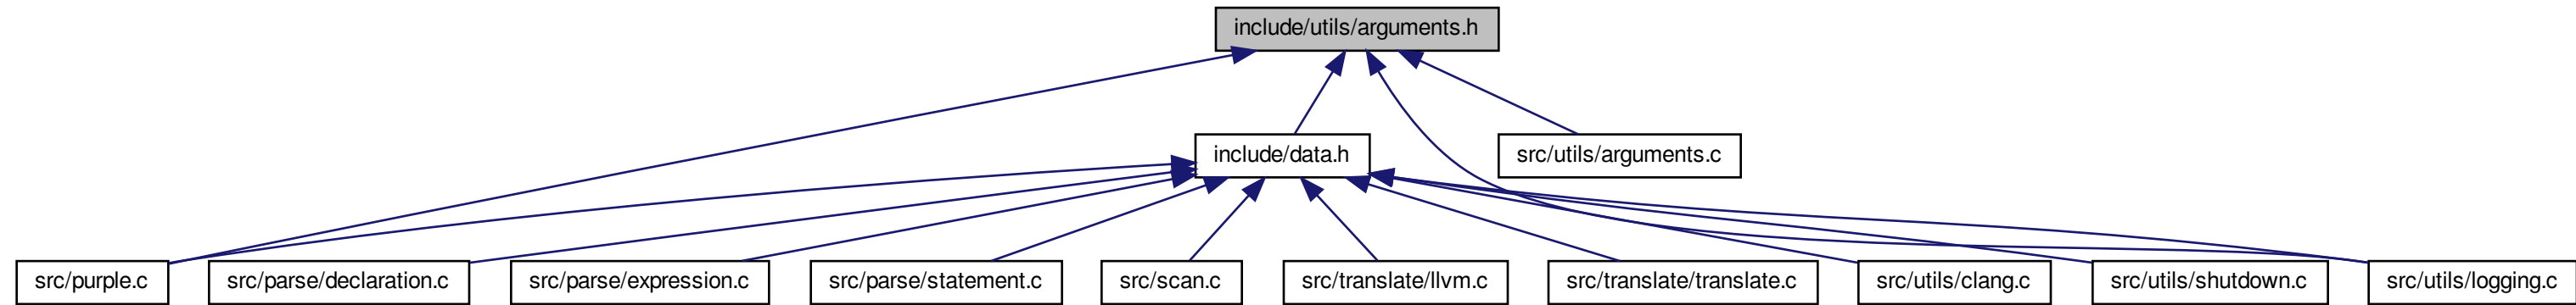 include/utils/arguments.h
include/data.h
src/utils/arguments.c
src/purple.c
src/parse/declaration.c
src/parse/expression.c
src/parse/statement.c
src/scan.c
src/translate/llvm.c
src/translate/translate.c
src/utils/clang.c
src/utils/shutdown.c
src/utils/logging.c